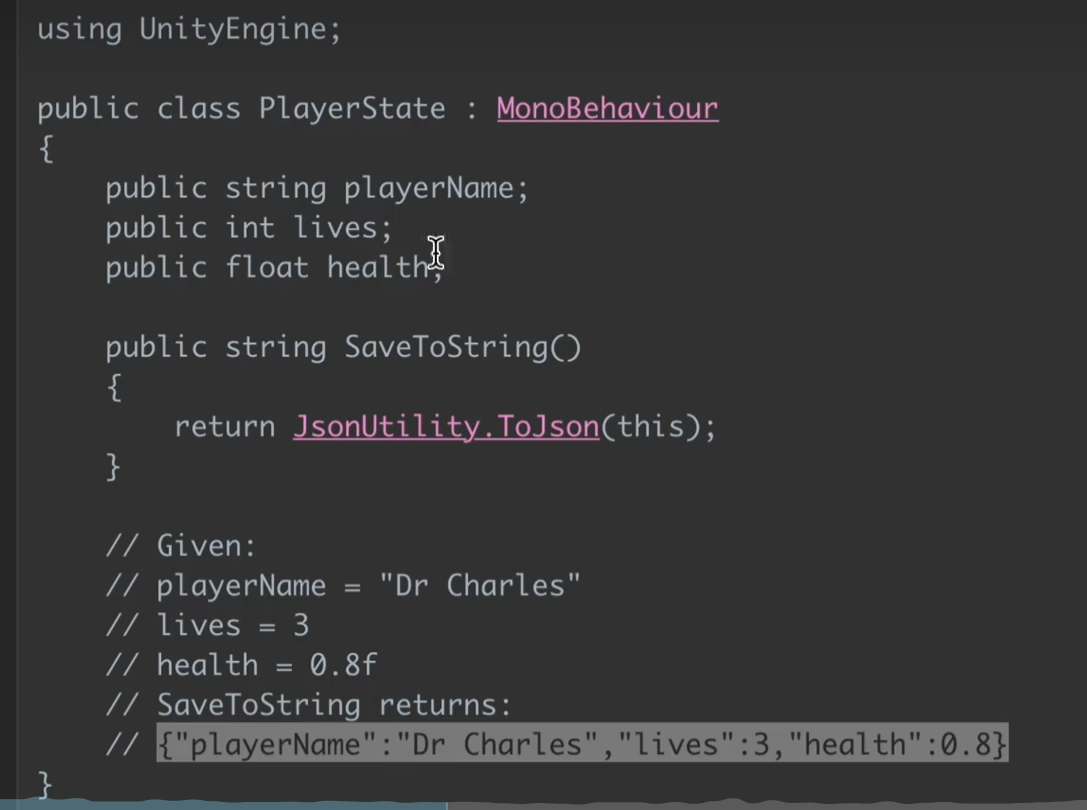 using UnityEngine;
public class PlayerState : MonoBehaviour
{
public string playerName;
public int lives;
public float health;
public string SaveToString()
{
return JsonUtility.ToJson(this);
}
// Given:
// playerName = "Dr Charles"
// lives = 3
// health = 0.8f
// SaveToString returns:
// {"playerName":"Dr Charles","lives":3,"health":0.8}
}